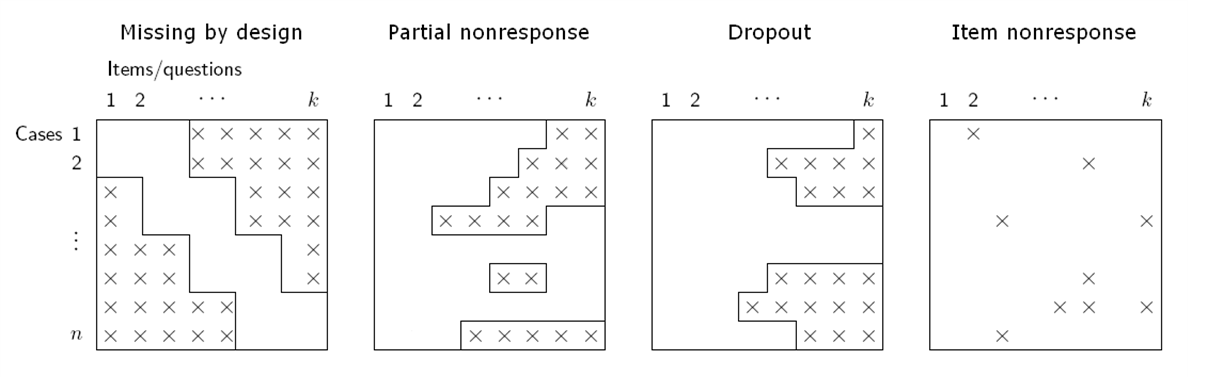 Missing by design Partial nonresponse Dropout Item nonresponse
Items/questions
1 2 ··· k 1 2 ··· k 1 2 ··· k 1 2 ··· k
Cases 1 × × × × × × × × ×
2 × × × × × × × × × × × × ×
× × × × × × × × × × ×
× × × × × × × × × ×
⋮
× × × ×
× × × × × × × × × × ×
× × × × × × × × × × × × ×
n × × × × × × × × × × × × × ×